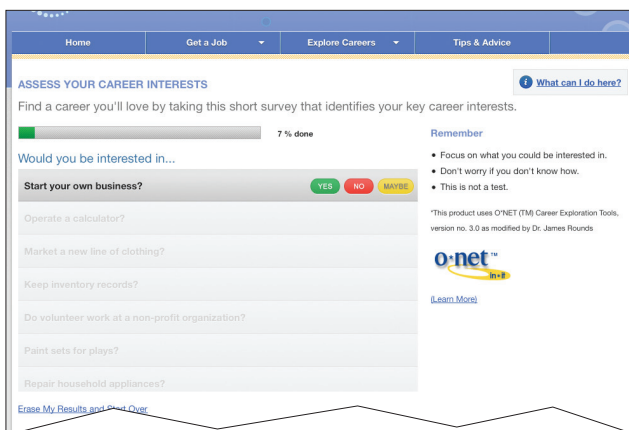 Home Get a Job Explore Careers Tips & Advice
ASSESS YOUR CAREER INTERESTS
What can I do here?
Find a career you'll love by taking this short survey that identifies your key career interests.
7 % done
Would you be interested in...
Start your own business? YES NO MAYBE
Operate a calculator?
Market a new line of clothing?
Keep inventory records?
Do volunteer work at a non-profit organization?
Paint sets for plays?
Repair household appliances?
Erase My Results and Start Over
Remember
• Focus on what you could be interested in.
• Don't worry if you don't know how.
• This is not a test.
*This product uses O*NET (TM) Career Exploration Tools,
version no. 3.0 as modified by Dr. James Rounds
o*net™
in-it!
(Learn More)